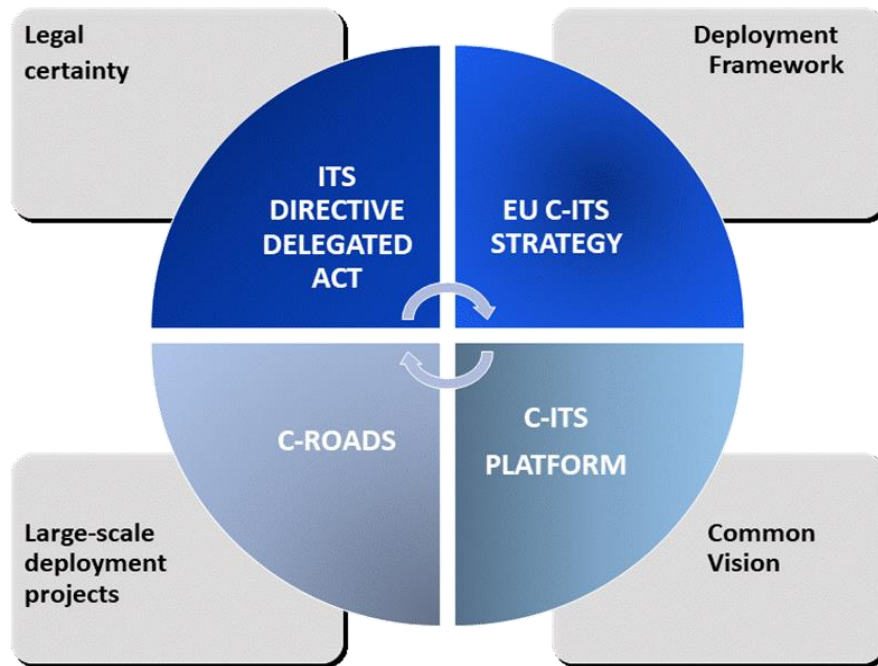 Legal
certainty
Deployment
Framework
ITS
DIRECTIVE
DELEGATED
ACT
EU C-ITS
STRATEGY
C-ROADS
C-ITS
PLATFORM
Large-scale
deployment
projects
Common
Vision